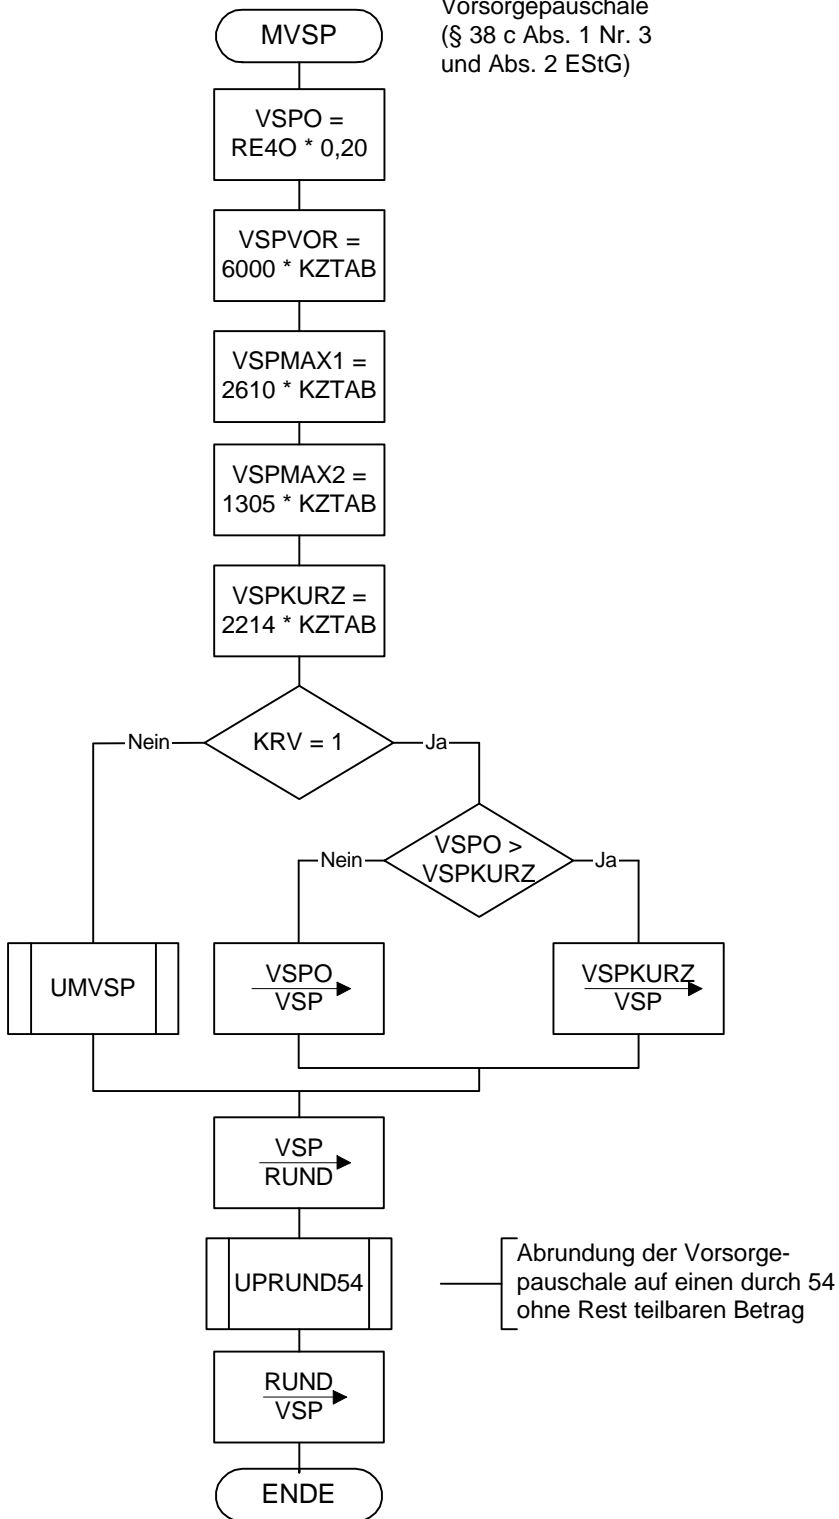 Vorsorgepauschale
(§ 38 c Abs. 1 Nr. 3
und Abs. 2 EStG)
MVSP
VSPO =
RE4O * 0,20
VSPVOR =
6000 * KZTAB
VSPMAX1 =
2610 * KZTAB
VSPMAX2 =
1305 * KZTAB
VSPKURZ =
2214 * KZTAB
Nein
KRV = 1
Ja
Nein
VSPO >
VSPKURZ
Ja
UMVSP
VSPO
VSP
VSPKURZ
VSP
VSP
RUND
UPRUND54
Abrundung der Vorsorge-
pauschale auf einen durch 54
ohne Rest teilbaren Betrag
RUND
VSP
ENDE